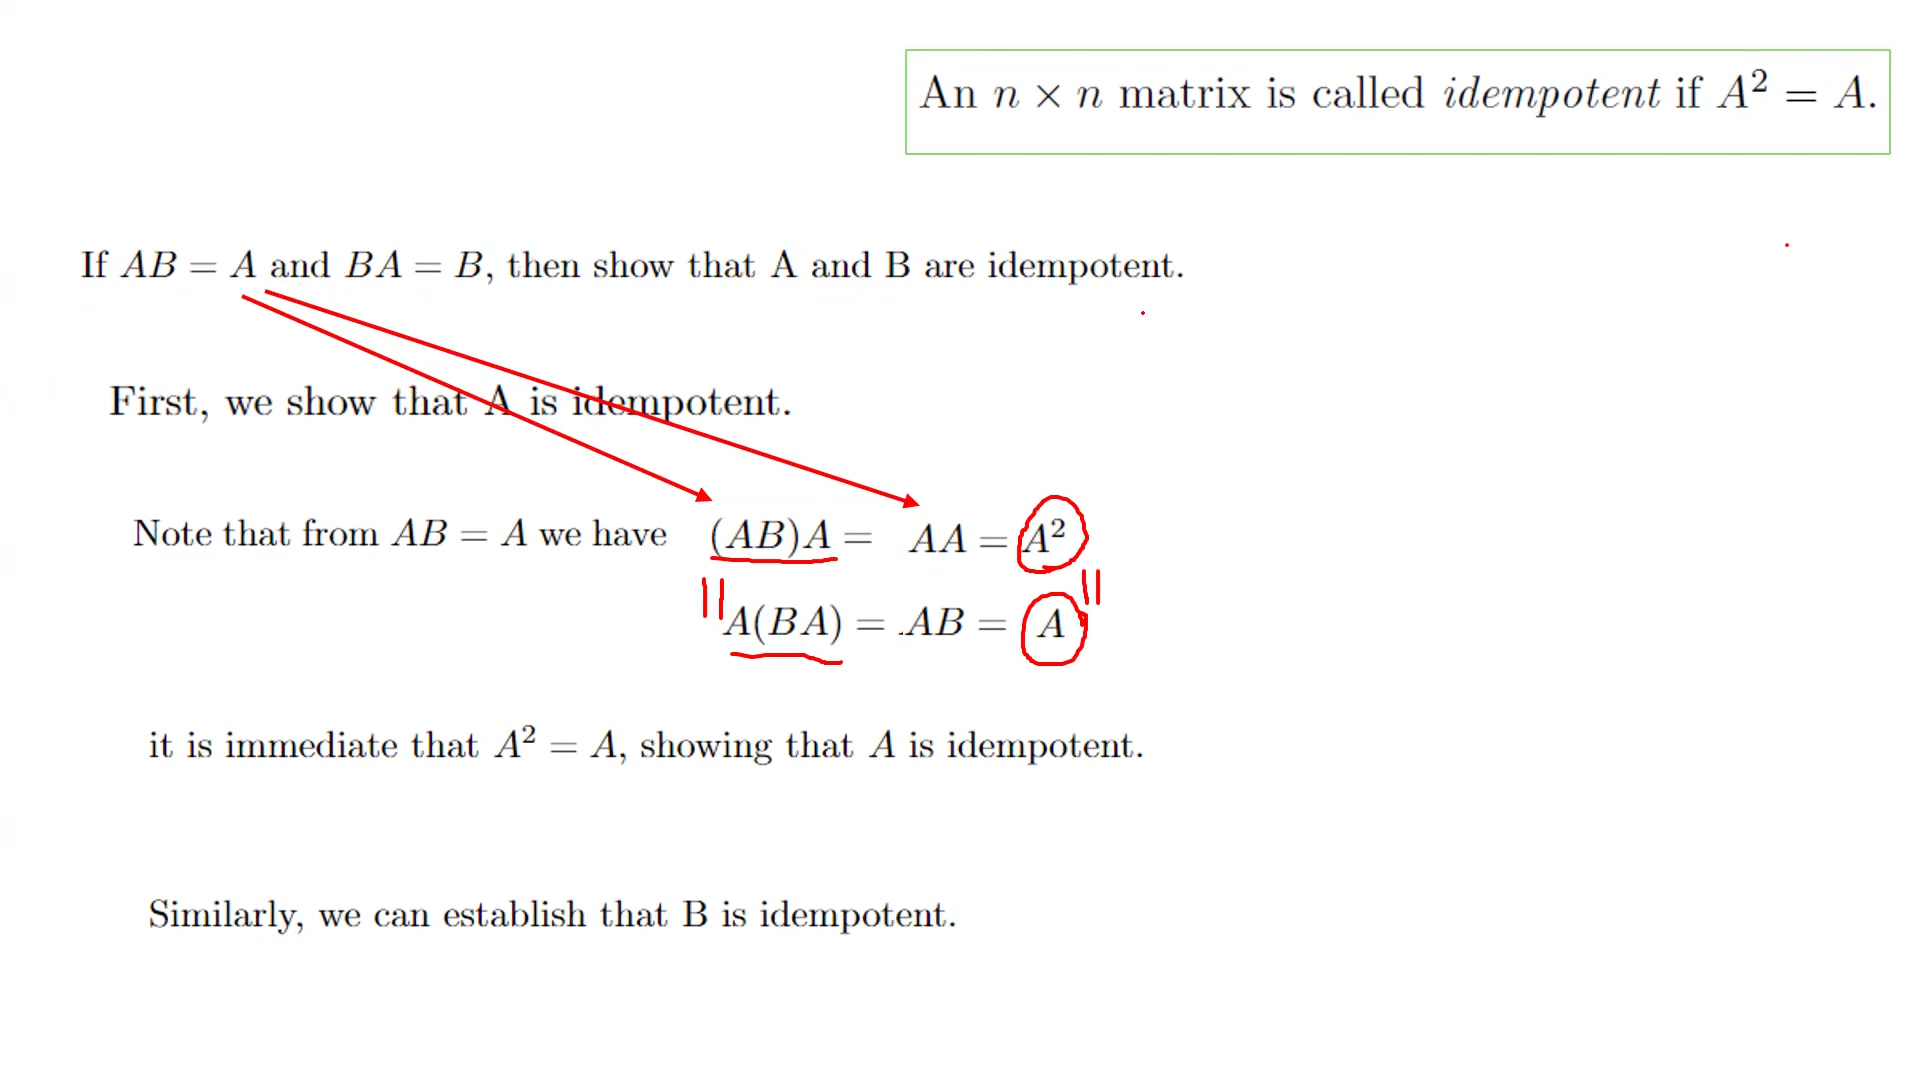 An n × n matrix is called idempotent if A² = A.
If AB = A and BA = B, then show that A and B are idempotent.
First, we show that A is idempotent.
Note that from AB = A we have (AB)A = AA = A²
||
||
A(BA) = .AB = A
it is immediate that A² = A, showing that A is idempotent.
Similarly, we can establish that B is idempotent.